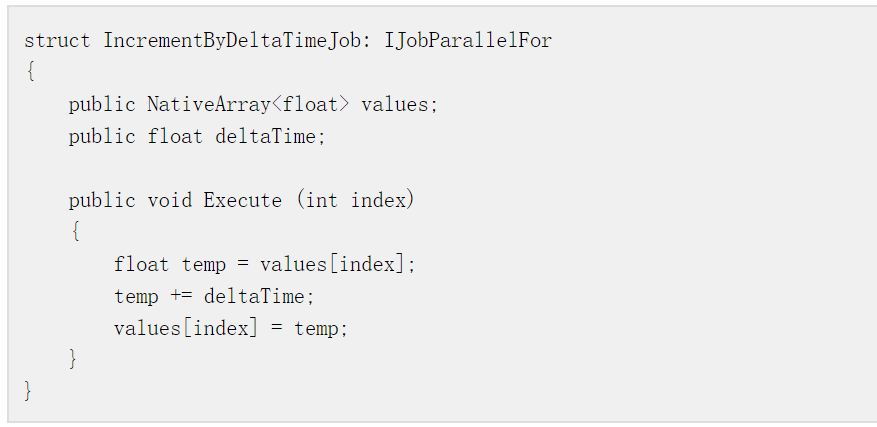 struct IncrementByDeltaTimeJob: IJobParallelFor
{
    public NativeArray<float> values;
    public float deltaTime;

    public void Execute (int index)
    {
        float temp = values[index];
        temp += deltaTime;
        values[index] = temp;
    }
}